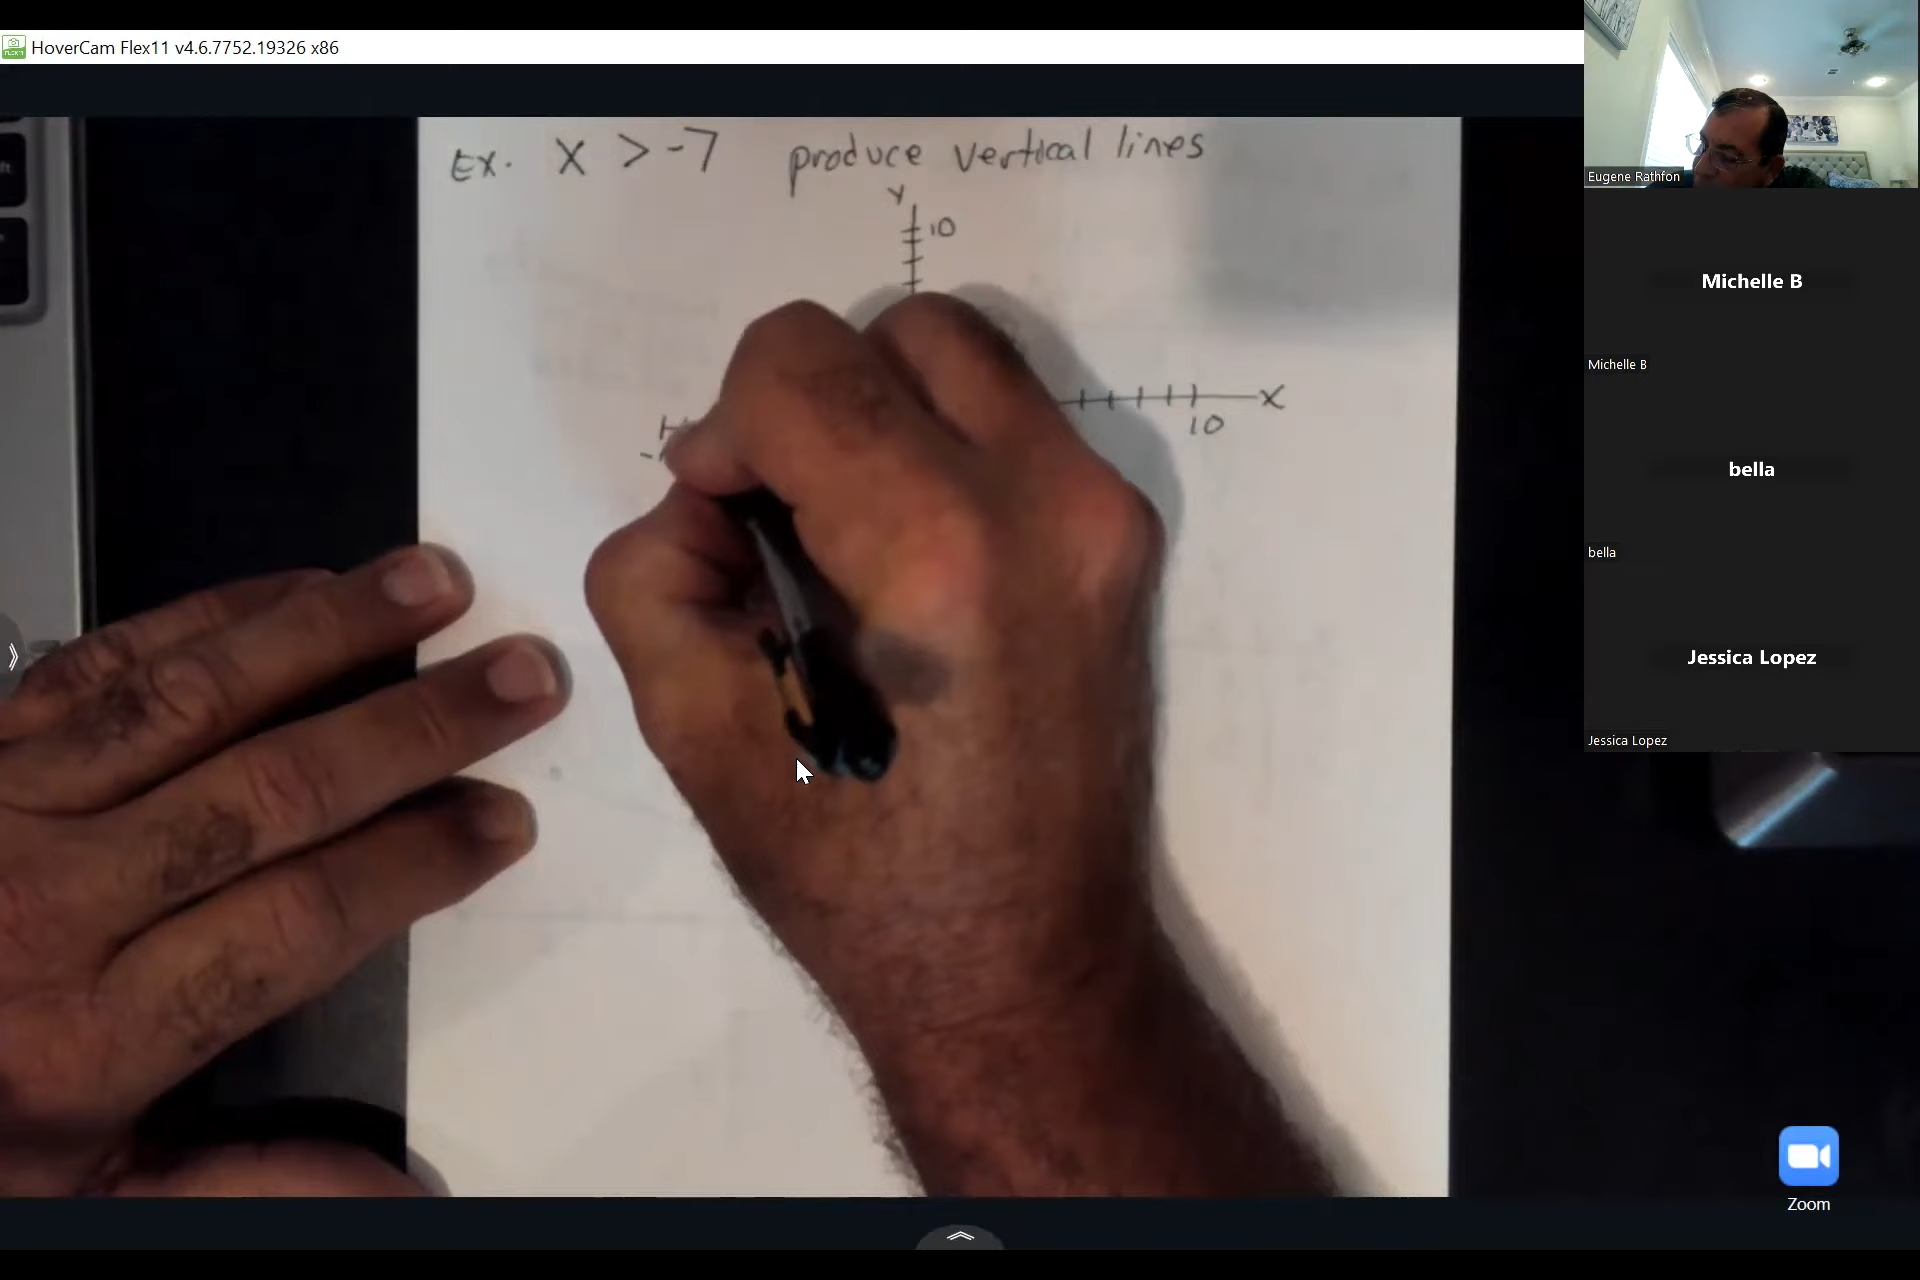 HoverCam Flex11 v4.6.7752.19326 x86
Ex. X > -7 produce vertical lines
Y
10
X
10
Eugene Rathfon
Michelle B
Michelle B
bella
bella
Jessica Lopez
Jessica Lopez
Zoom